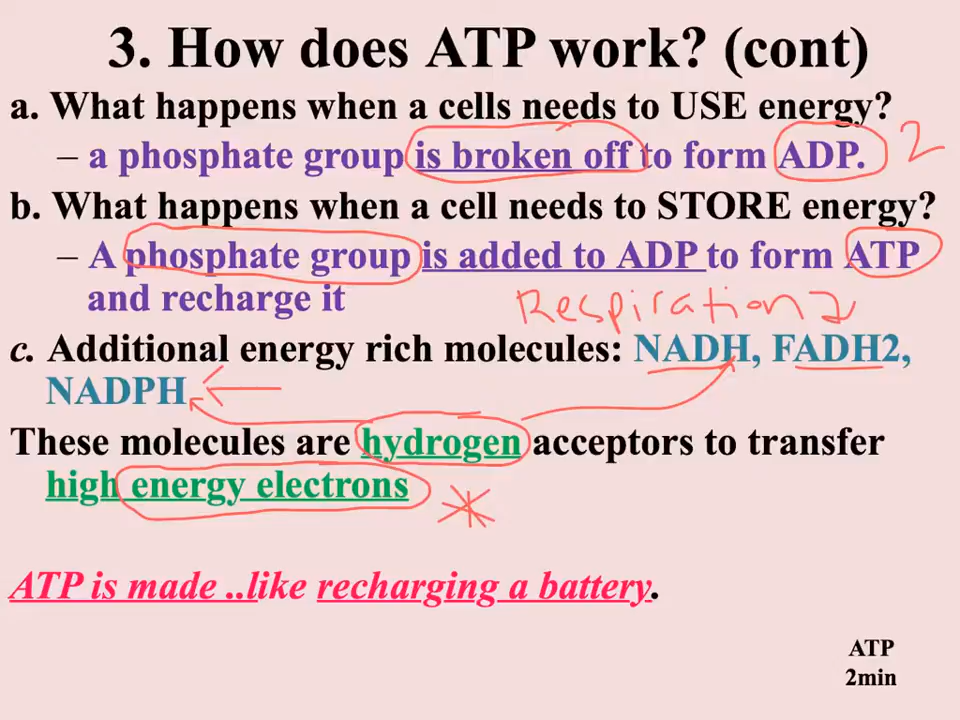 3. How does ATP work? (cont)
a. What happens when a cells needs to USE energy?
– a phosphate group is broken off to form ADP. 2
b. What happens when a cell needs to STORE energy?
– A phosphate group is added to ADP to form ATP
and recharge it
Respiration 2
c. Additional energy rich molecules: NADH, FADH2,
NADPH
These molecules are hydrogen acceptors to transfer
high energy electrons
ATP is made ..like recharging a battery.
ATP
2min